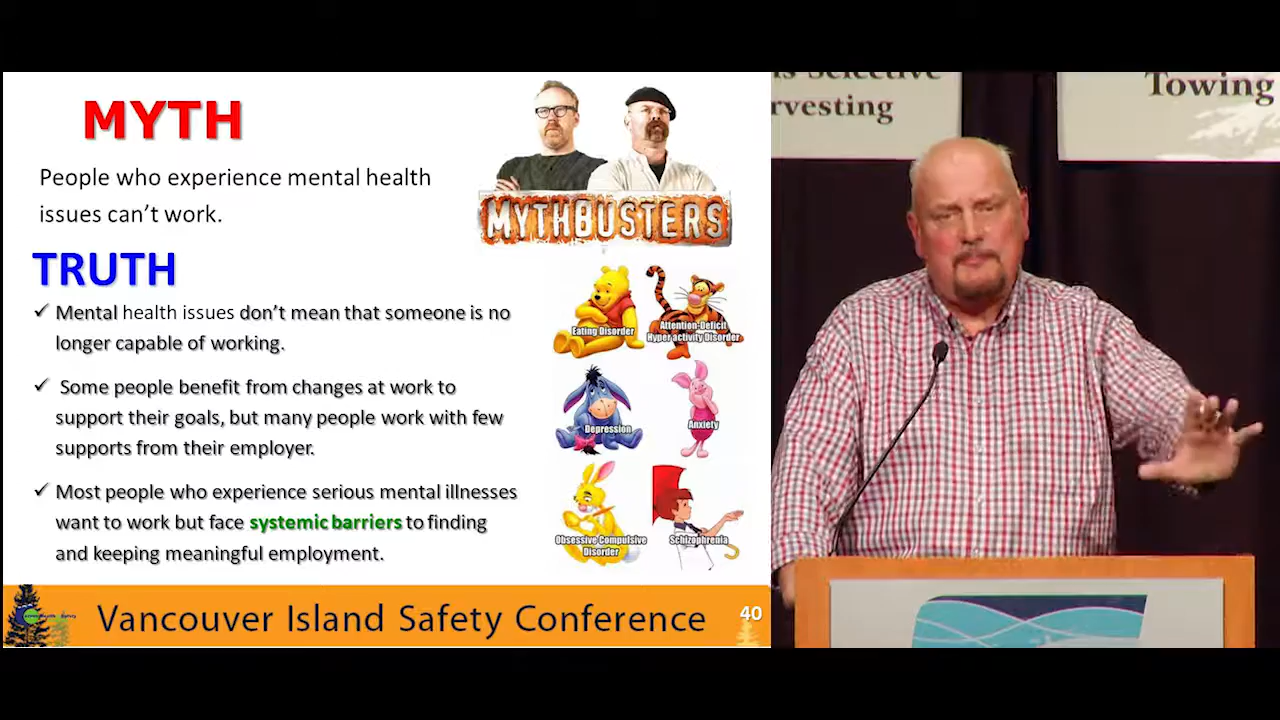 MYTH
People who experience mental health
issues can't work.
MYTHBUSTERS
TRUTH
✓ Mental health issues don't mean that someone is no
longer capable of working.
✓ Some people benefit from changes at work to
support their goals, but many people work with few
supports from their employer.
✓ Most people who experience serious mental illnesses
want to work but face systemic barriers to finding
and keeping meaningful employment.
Eating Disorder
Attention-Deficit
Hyperactivity Disorder
Depression
Anxiety
Obsessive Compulsive
Disorder
Schizophrenia
Vancouver Island Safety Conference
40
Selective
rvesting
Towing